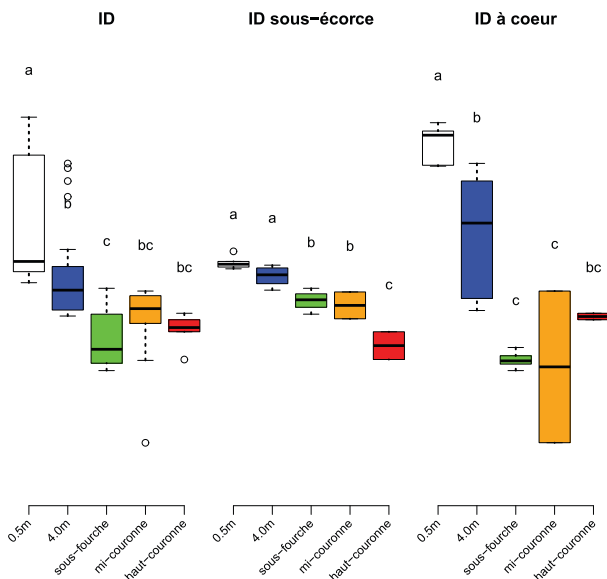 ID
ID sous−écorce
ID à coeur
a
b
c
bc
bc
a
a
b
b
c
a
b
c
c
bc
0.5m
4.0m
sous−fourche
mi−couronne
haut−couronne
0.5m
4.0m
sous−fourche
mi−couronne
haut−couronne
0.5m
4.0m
sous−fourche
mi−couronne
haut−couronne